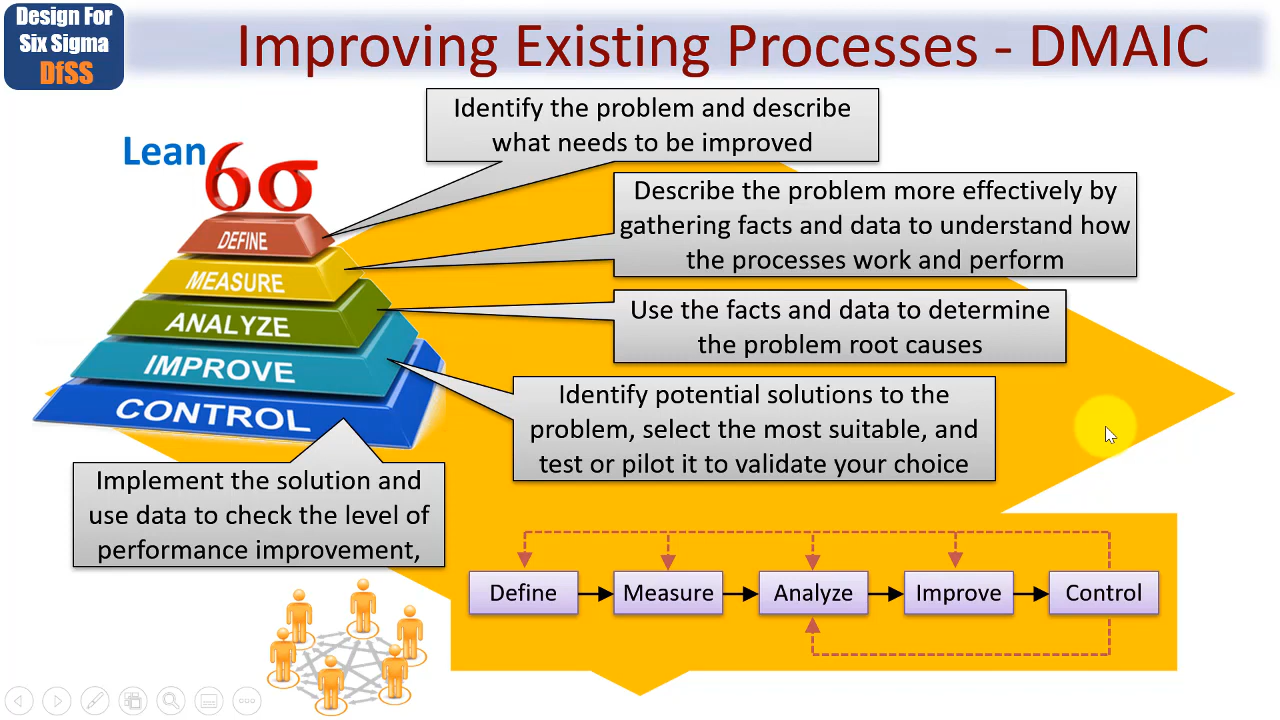 Design For
Six Sigma
DfSS
Improving Existing Processes - DMAIC
Lean
6σ
Identify the problem and describe
what needs to be improved
DEFINE
Describe the problem more effectively by
gathering facts and data to understand how
the processes work and perform
MEASURE
Use the facts and data to determine
the problem root causes
ANALYZE
Identify potential solutions to the
problem, select the most suitable, and
test or pilot it to validate your choice
IMPROVE
CONTROL
Implement the solution and
use data to check the level of
performance improvement,
Define
Measure
Analyze
Improve
Control